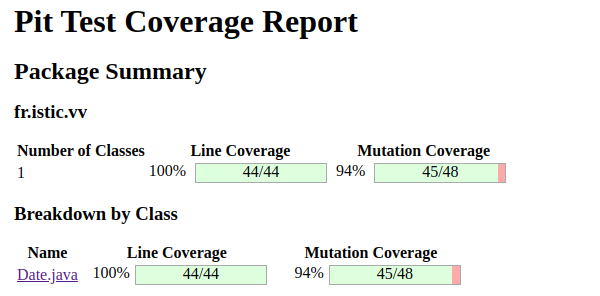 Pit Test Coverage Report
Package Summary
fr.istic.vv
Number of Classes Line Coverage Mutation Coverage
1 100% 44/44 94% 45/48
Breakdown by Class
Name Line Coverage Mutation Coverage
Date.java 100% 44/44 94% 45/48